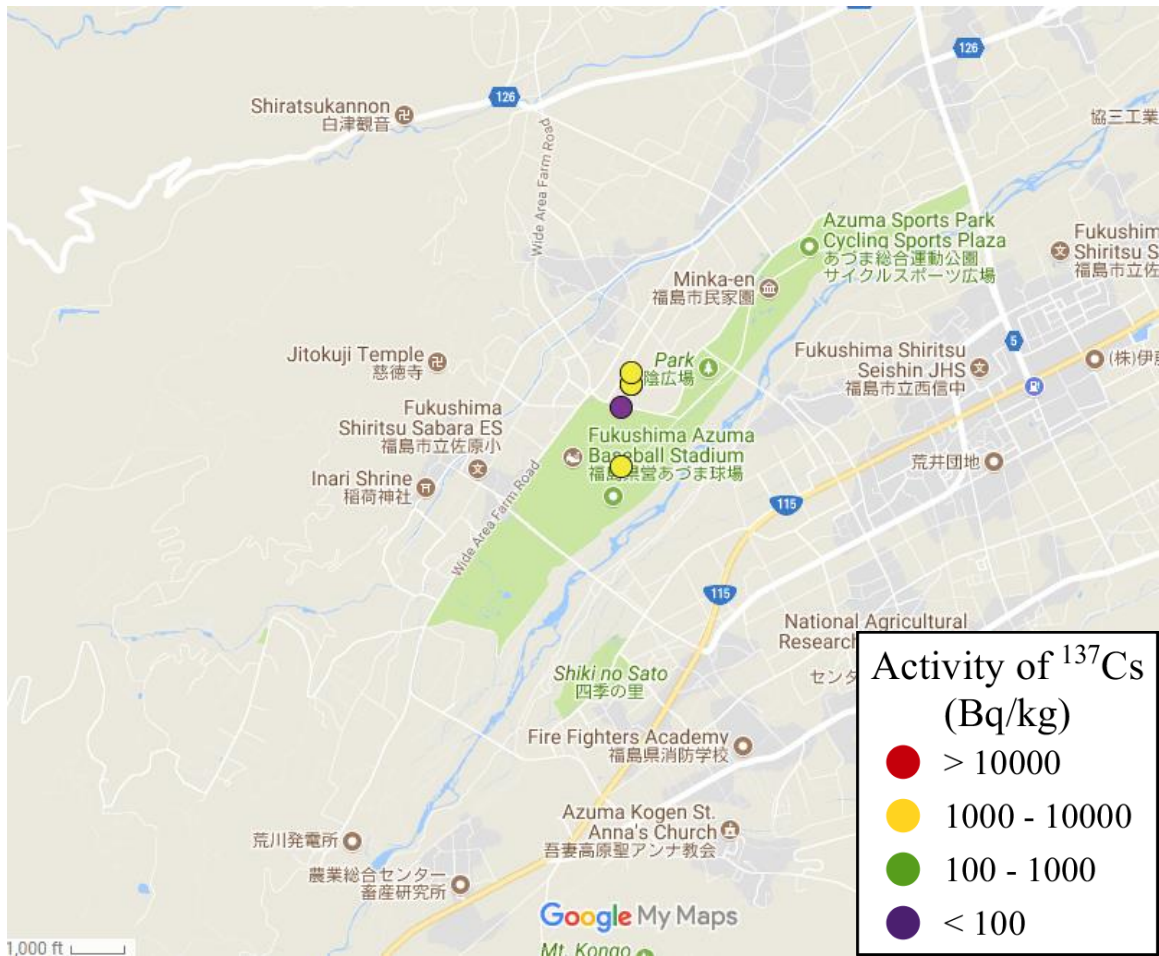 126
126
Shiratsukannon
白津観音
協三工業
Wide Area Farm Road
Azuma Sports Park
Cycling Sports Plaza
あづま総合運動公園
サイクルスポーツ広場
Fukushim
Shiritsu S
福島市立佐
Minka-en
福島市民家園
5
Jitokuji Temple
慈徳寺
Park
陰広場
Fukushima Shiritsu
Seishin JHS
福島市立西信中
(株)伊
Fukushima
Shiritsu Sabara ES
福島市立佐原小
Fukushima Azuma
Baseball Stadium
福島県営あづま球場
荒井団地
Inari Shrine
稲荷神社
Wide Area Farm Road
115
115
National Agricultural
Research
センタ
Shiki no Sato
四季の里
Fire Fighters Academy
福島県消防学校
Azuma Kogen St.
Anna's Church
吾妻高原聖アンナ教会
荒川発電所
農業総合センター
畜産研究所
Google My Maps
Mt. Kongo
1,000 ft
Activity of ¹³⁷Cs
(Bq/kg)
> 10000
1000 - 10000
100 - 1000
< 100